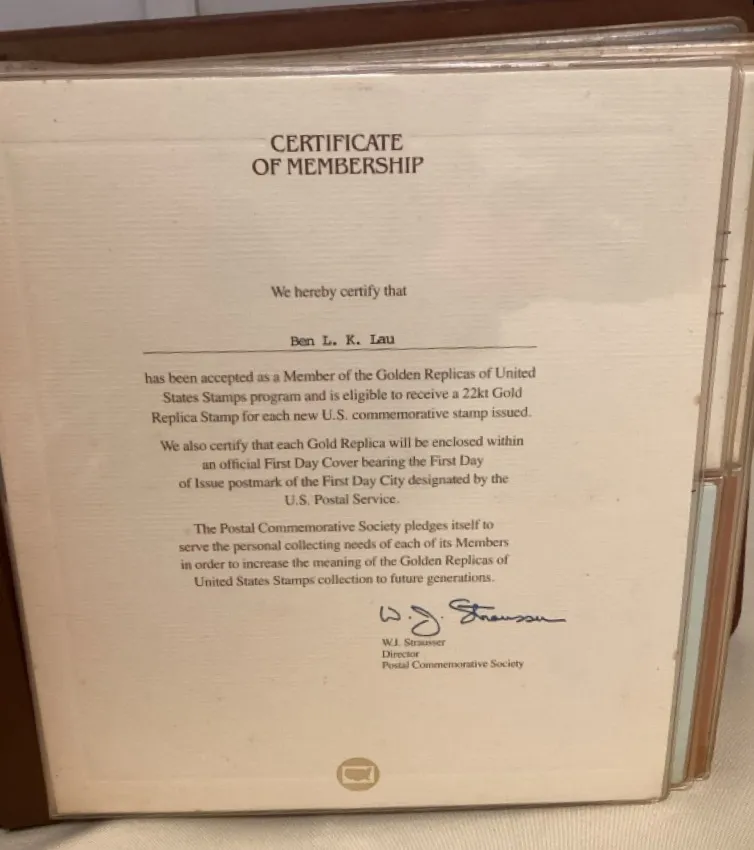 CERTIFICATE
OF MEMBERSHIP
We hereby certify that
Ben L. K. Lau
has been accepted as a Member of the Golden Replicas of United
States Stamps program and is eligible to receive a 22kt Gold
Replica Stamp for each new U.S. commemorative stamp issued.
We also certify that each Gold Replica will be enclosed within
an official First Day Cover bearing the First Day
of Issue postmark of the First Day City designated by the
U.S. Postal Service.
The Postal Commemorative Society pledges itself to
serve the personal collecting needs of each of its Members
in order to increase the meaning of the Golden Replicas of
United States Stamps collection to future generations.
W. J. Strausser
W.J. Strausser
Director
Postal Commemorative Society